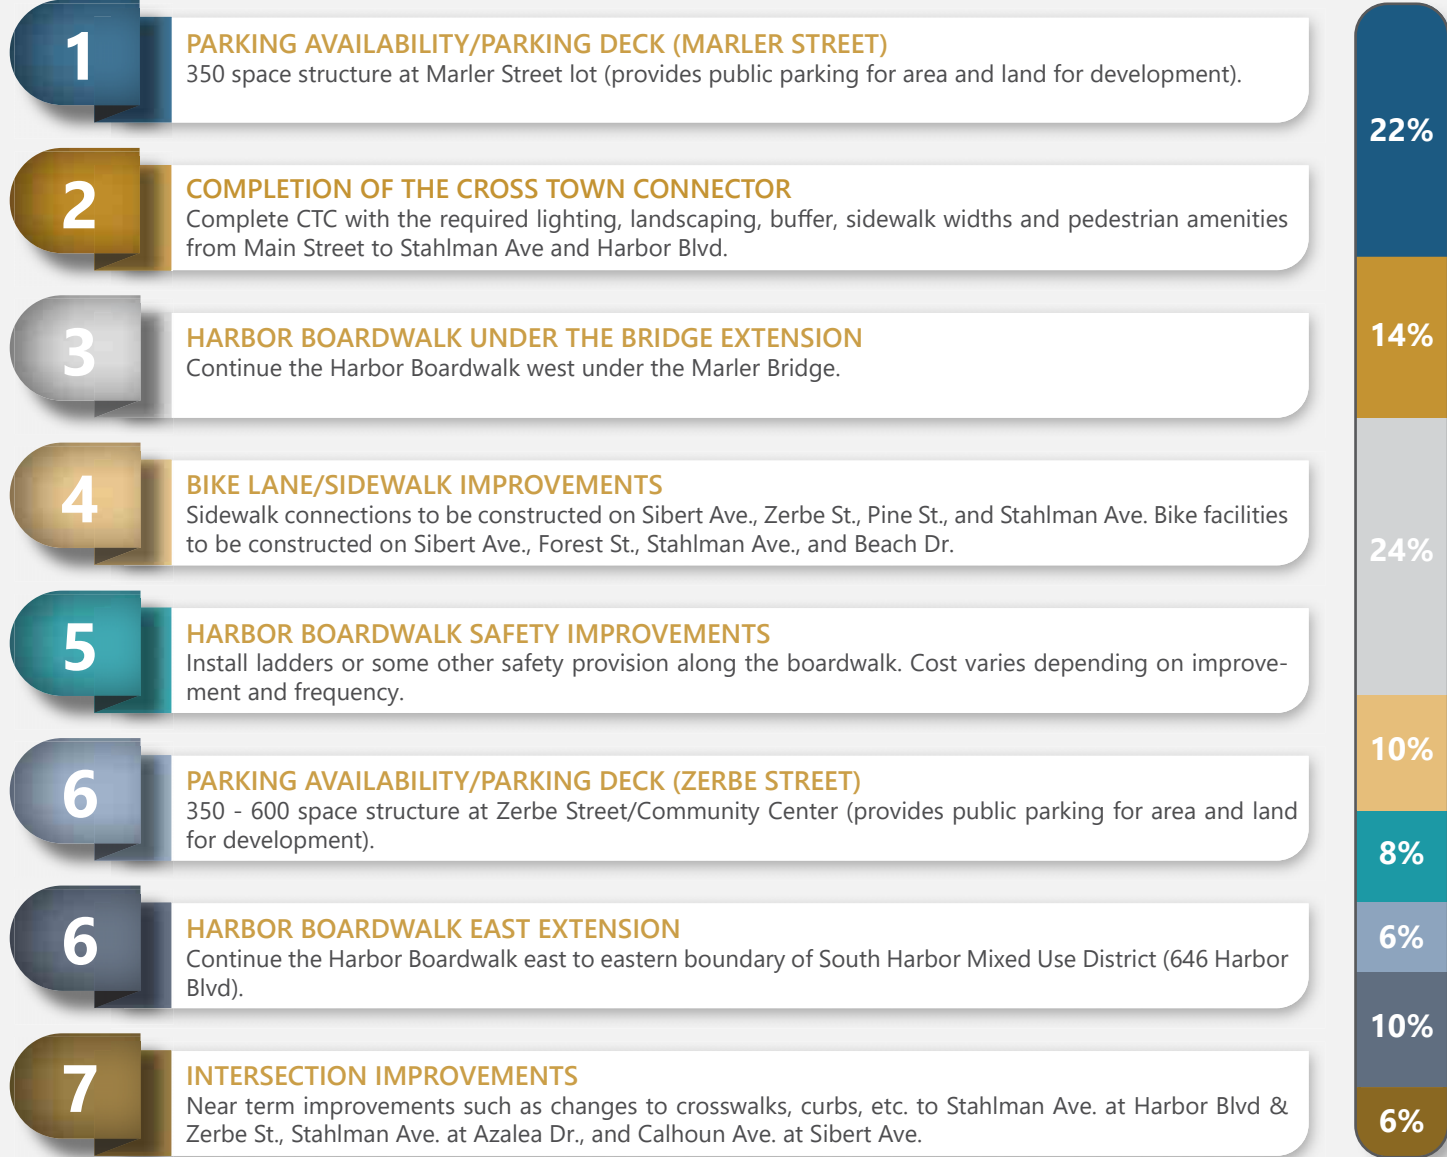 1
PARKING AVAILABILITY/PARKING DECK (MARLER STREET)
350 space structure at Marler Street lot (provides public parking for area and land for development).
2
COMPLETION OF THE CROSS TOWN CONNECTOR
Complete CTC with the required lighting, landscaping, buffer, sidewalk widths and pedestrian amenities
from Main Street to Stahlman Ave and Harbor Blvd.
3
HARBOR BOARDWALK UNDER THE BRIDGE EXTENSION
Continue the Harbor Boardwalk west under the Marler Bridge.
4
BIKE LANE/SIDEWALK IMPROVEMENTS
Sidewalk connections to be constructed on Sibert Ave., Zerbe St., Pine St., and Stahlman Ave. Bike facilities
to be constructed on Sibert Ave., Forest St., Stahlman Ave., and Beach Dr.
5
HARBOR BOARDWALK SAFETY IMPROVEMENTS
Install ladders or some other safety provision along the boardwalk. Cost varies depending on improve-
ment and frequency.
6
PARKING AVAILABILITY/PARKING DECK (ZERBE STREET)
350 - 600 space structure at Zerbe Street/Community Center (provides public parking for area and land
for development).
6
HARBOR BOARDWALK EAST EXTENSION
Continue the Harbor Boardwalk east to eastern boundary of South Harbor Mixed Use District (646 Harbor
Blvd).
7
INTERSECTION IMPROVEMENTS
Near term improvements such as changes to crosswalks, curbs, etc. to Stahlman Ave. at Harbor Blvd &
Zerbe St., Stahlman Ave. at Azalea Dr., and Calhoun Ave. at Sibert Ave.
22%
14%
24%
10%
8%
6%
10%
6%